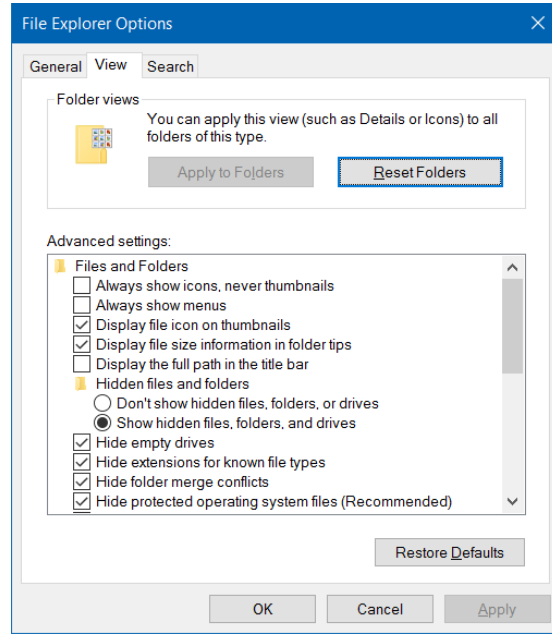 File Explorer Options
General View Search
Folder views
You can apply this view (such as Details or Icons) to all
folders of this type.
Apply to Folders Reset Folders
Advanced settings:
Files and Folders
Always show icons, never thumbnails
Always show menus
Display file icon on thumbnails
Display file size information in folder tips
Display the full path in the title bar
Hidden files and folders
Don't show hidden files, folders, or drives
Show hidden files, folders, and drives
Hide empty drives
Hide extensions for known file types
Hide folder merge conflicts
Hide protected operating system files (Recommended)
Restore Defaults
OK Cancel Apply